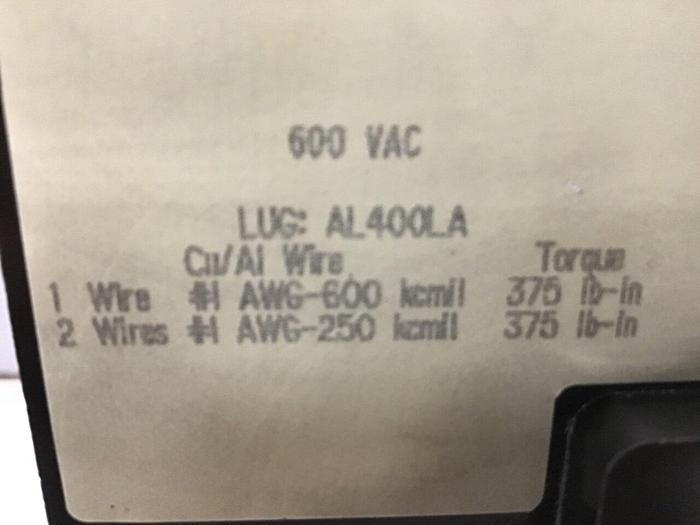 600 VAC
LUG: AL400LA
Cu/Al Wire Torque
1 Wire #1 AWG-600 kcmil 375 lb-in
2 Wires #1 AWG-250 kcmil 375 lb-in